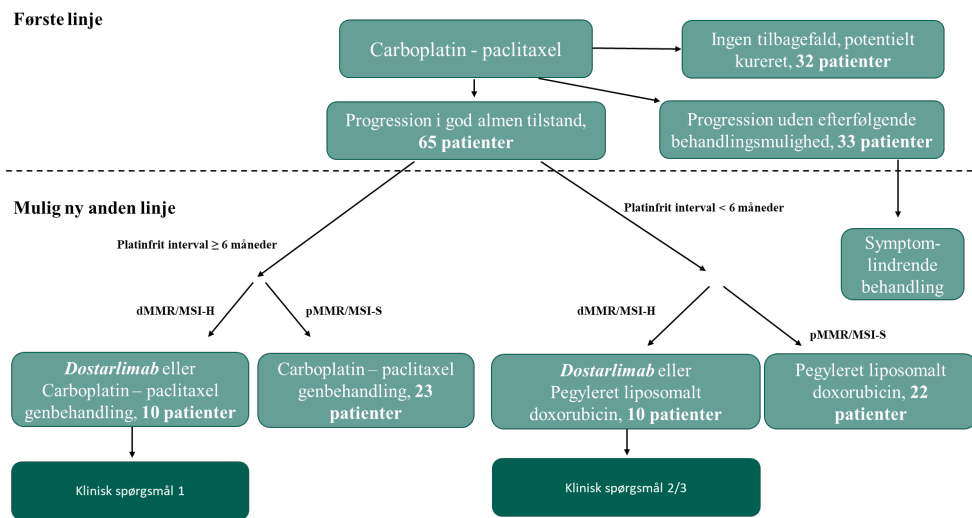 Første linje
Carboplatin - paclitaxel
Ingen tilbagefald, potentielt
kureret, 32 patienter
Progression i god almen tilstand,
65 patienter
Progression uden efterfølgende
behandlingsmulighed, 33 patienter
Mulig ny anden linje
Platinfrit interval < 6 måneder
Platinfrit interval ≥ 6 måneder
Symptom-
lindrende
behandling
dMMR/MSI-H
pMMR/MSI-S
dMMR/MSI-H
pMMR/MSI-S
Dostarlimab eller
Carboplatin – paclitaxel
genbehandling, 10 patienter
Carboplatin – paclitaxel
genbehandling, 23
patienter
Dostarlimab eller
Pegyleret liposomalt
doxorubicin, 10 patienter
Pegyleret liposomalt
doxorubicin, 22
patienter
Klinisk spørgsmål 1
Klinisk spørgsmål 2/3